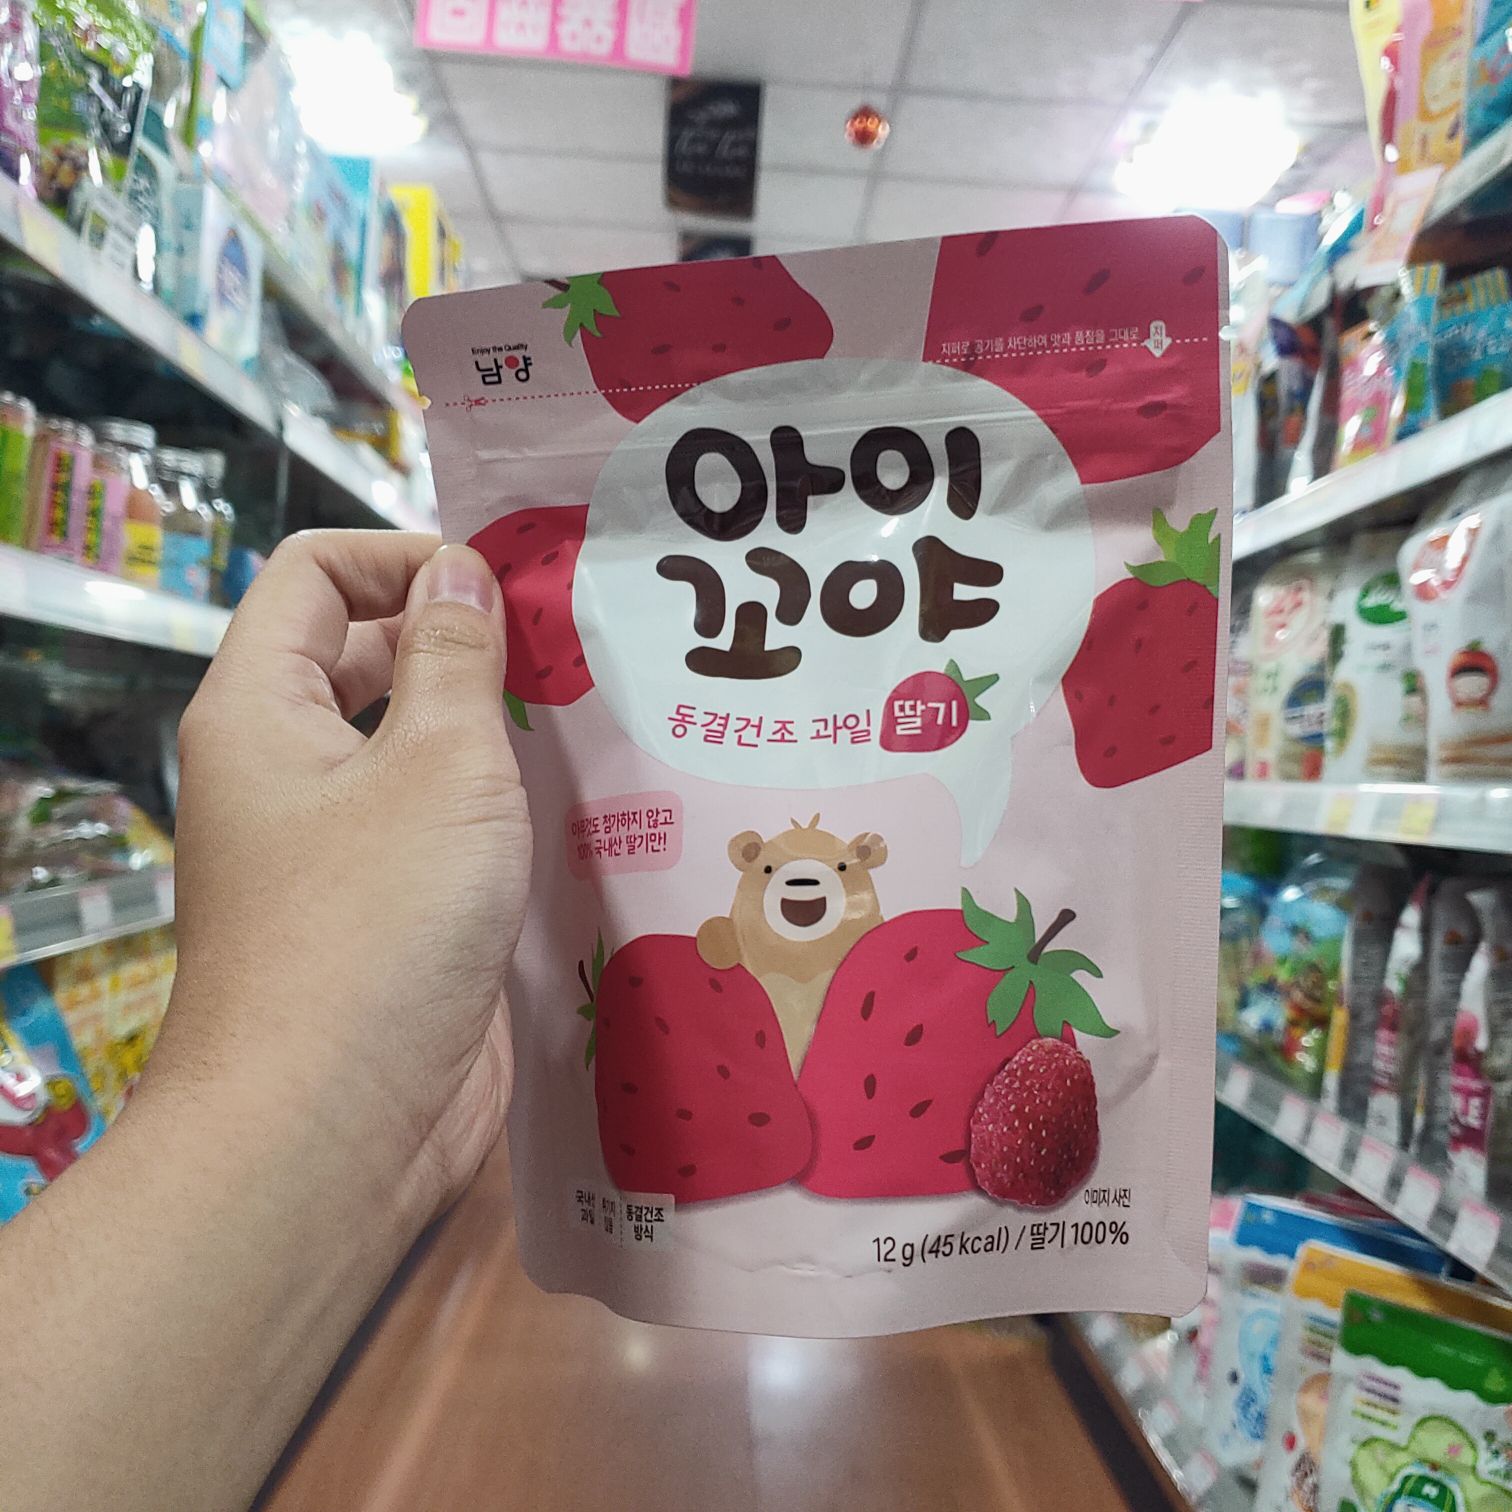 Enjoy the Quality
남양
지퍼로 공기를 차단하여 맛과 품질을 그대로
지퍼
아이
꼬야
동결건조 과일 딸기
아무것도 첨가하지 않고
100% 국내산 딸기만!
국내산
과일
동결건조
방식
이미지 사진
12 g (45 kcal) / 딸기 100%